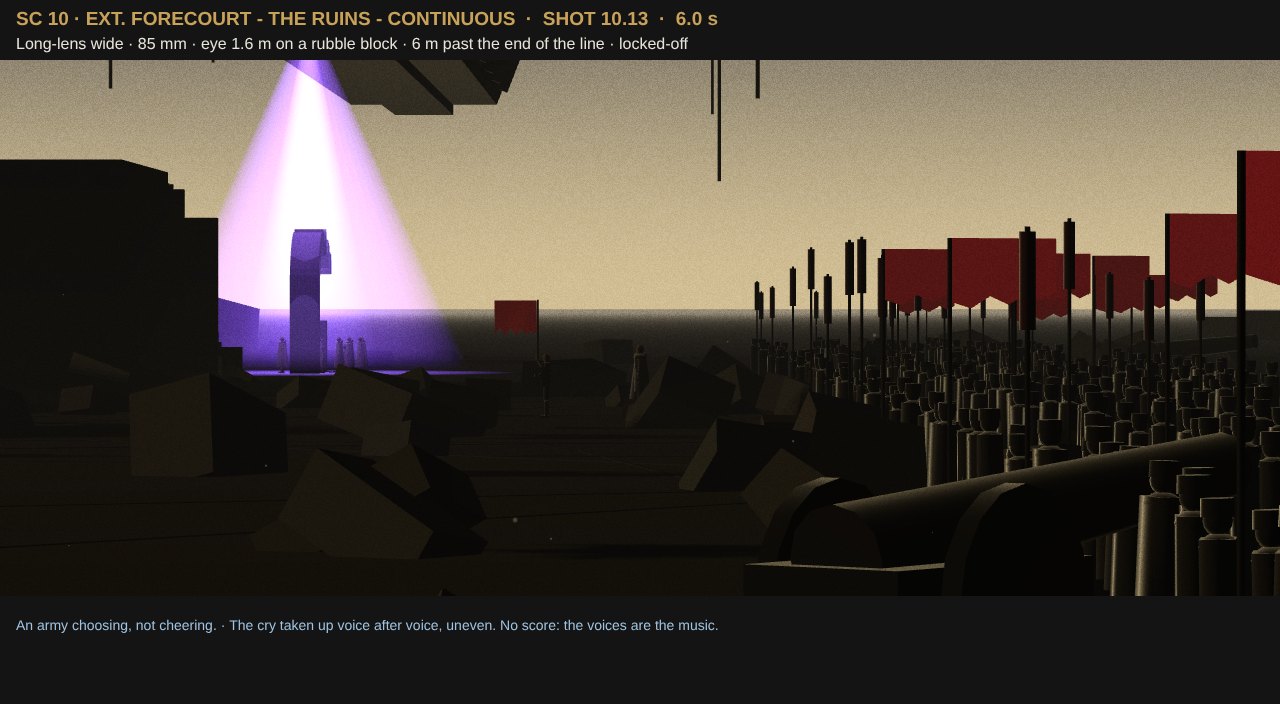 SC 10 · EXT. FORECOURT - THE RUINS - CONTINUOUS · SHOT 10.13 · 6.0 s
Long-lens wide · 85 mm · eye 1.6 m on a rubble block · 6 m past the end of the line · locked-off
An army choosing, not cheering. · The cry taken up voice after voice, uneven. No score: the voices are the music.